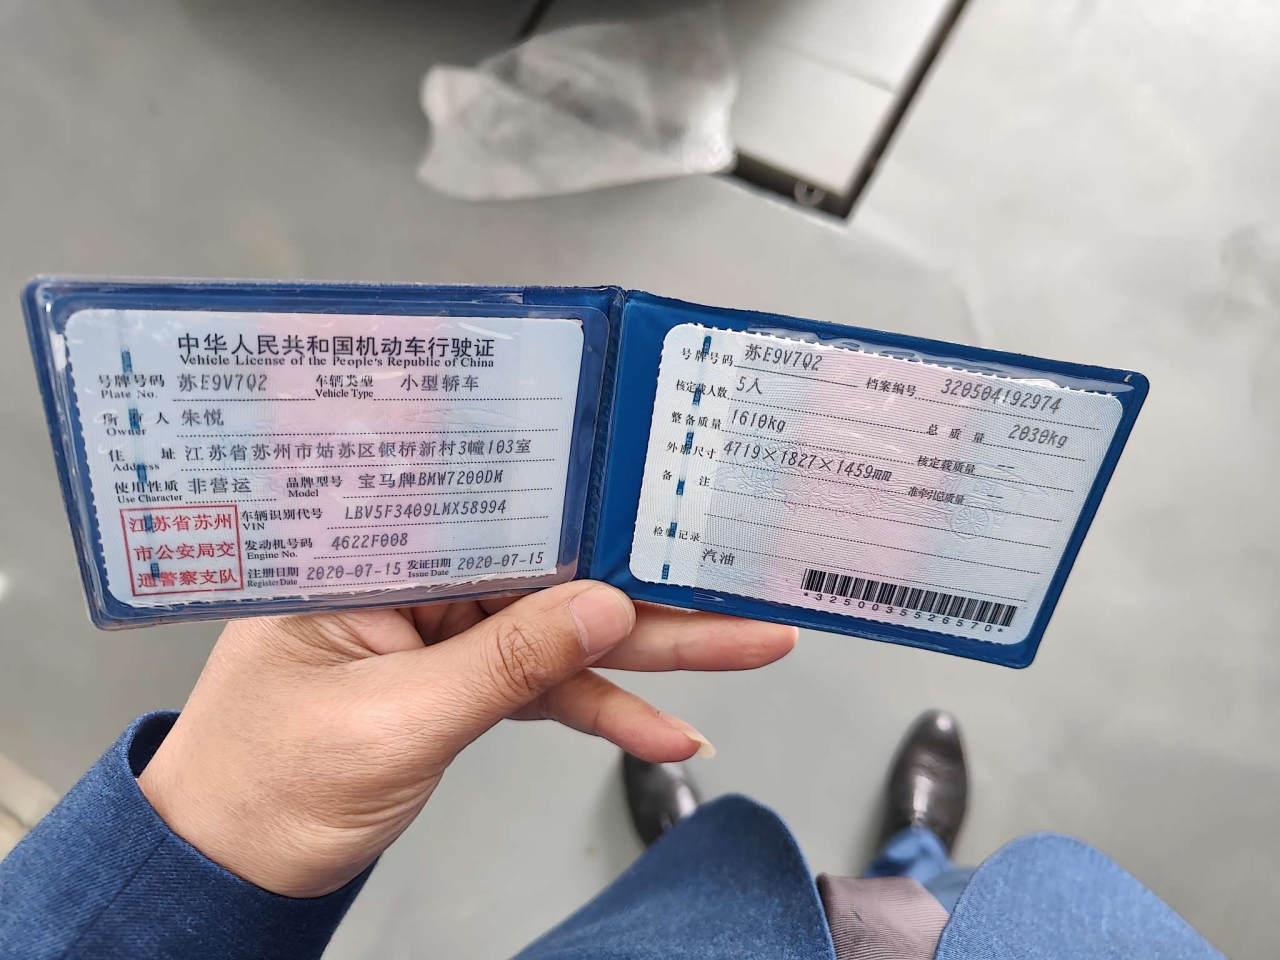 中华人民共和国机动车行驶证
Vehicle License of the People's Republic of China
号牌号码 苏E9V7Q2 车辆类型 小型轿车
Plate No. Vehicle Type
所有人 朱悦
Owner
住址 江苏省苏州市姑苏区银桥新村3幢103室
Address
使用性质 非营运 品牌型号 宝马牌BMW7200DM
Use Character Model
江苏省苏州
市公安局交
通警察支队
车辆识别代号 LBV5F3409LMX58994
VIN
发动机号码 4622F008
Engine No.
注册日期 2020-07-15 发证日期 2020-07-15
Register Date Issue Date
号牌号码 苏E9V7Q2 档案编号 320504192974
核定载人数 5人 总质量 2030kg
整备质量 1610kg 核定载质量 —
外廓尺寸 4719×1827×1459mm 准牵引总质量 —
备注
检验记录
汽油
*3250035526570*